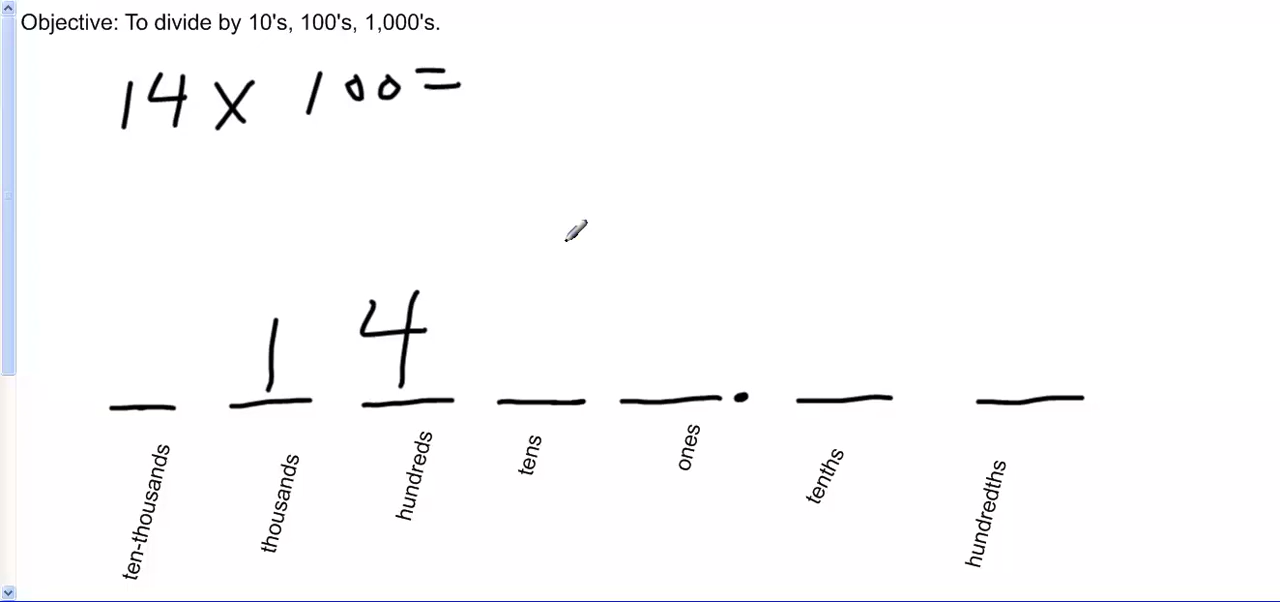 Objective: To divide by 10's, 100's, 1,000's.
14 x 100=
1 4 .
ten-thousands thousands hundreds tens ones tenths hundredths